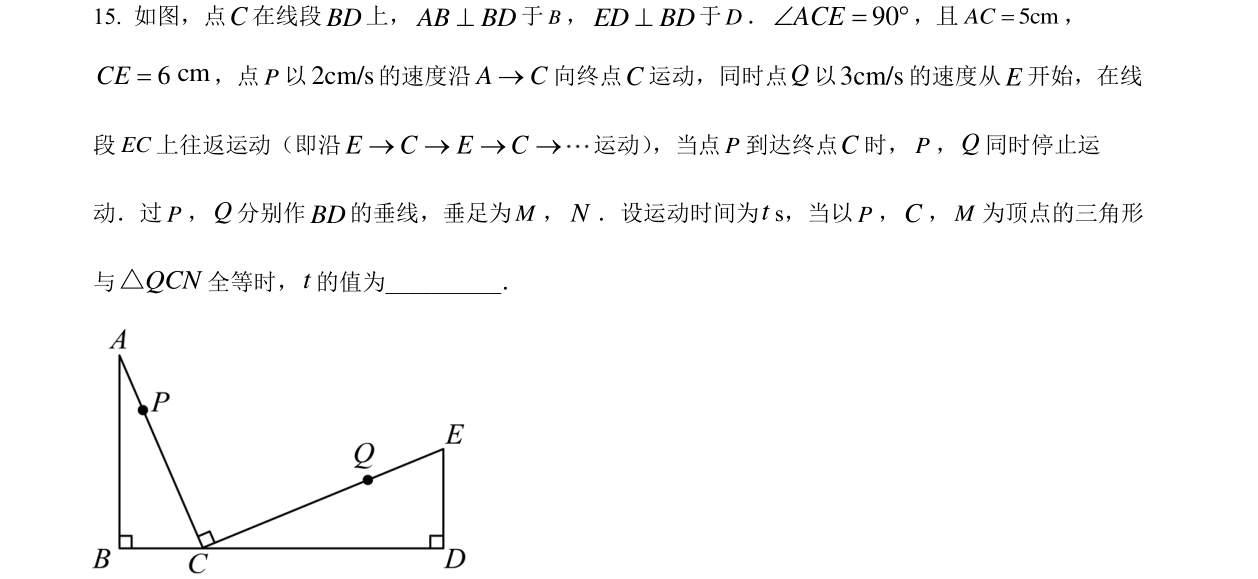 15. 如图，点C在线段BD上，AB⊥BD于B，ED⊥BD于D．∠ACE=90°，且AC=5cm，
CE=6 cm，点P以2cm/s的速度沿A→C向终点C运动，同时点Q以3cm/s的速度从E开始，在线
段EC上往返运动（即沿E→C→E→C→⋯运动），当点P到达终点C时，P，Q同时停止运
动．过P，Q分别作BD的垂线，垂足为M，N．设运动时间为t s，当以P，C，M为顶点的三角形
与△QCN全等时，t的值为__________．
A
P
E
Q
B
C
D